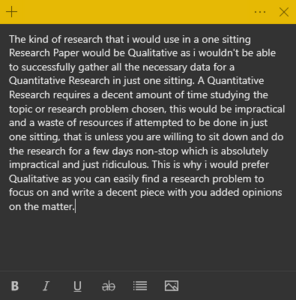 The kind of research that i would use in a one sitting
Research Paper would be Qualitative as i wouldn't be able
to successfully gather all the necessary data for a
Quantitative Research in just one sitting. A Quantitative
Research requires a decent amount of time studying the
topic or research problem chosen, this would be impractical
and a waste of resources if attempted to be done in just
one sitting, that is unless you are willing to sit down and do
the research for a few days non-stop which is absolutely
impractical and just ridiculous. This is why i would prefer
Qualitative as you can easily find a research problem to
focus on and write a decent piece with you added opinions
on the matter.
B I U ab